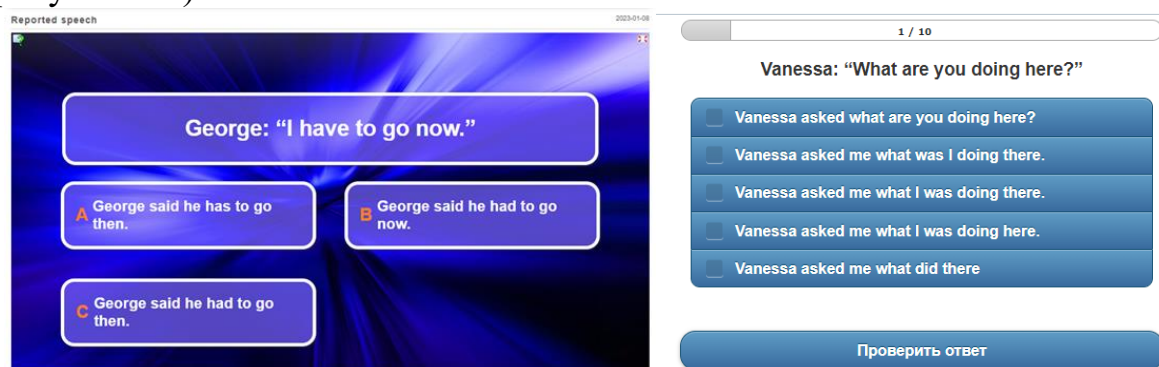 Reported speech
2023-01-08
George: “I have to go now.”
A George said he has to go
then.
B George said he had to go
now.
C George said he had to go
then.
1 / 10
Vanessa: “What are you doing here?”
Vanessa asked what are you doing here?
Vanessa asked me what was I doing there.
Vanessa asked me what I was doing there.
Vanessa asked me what I was doing here.
Vanessa asked me what did there
Проверить ответ